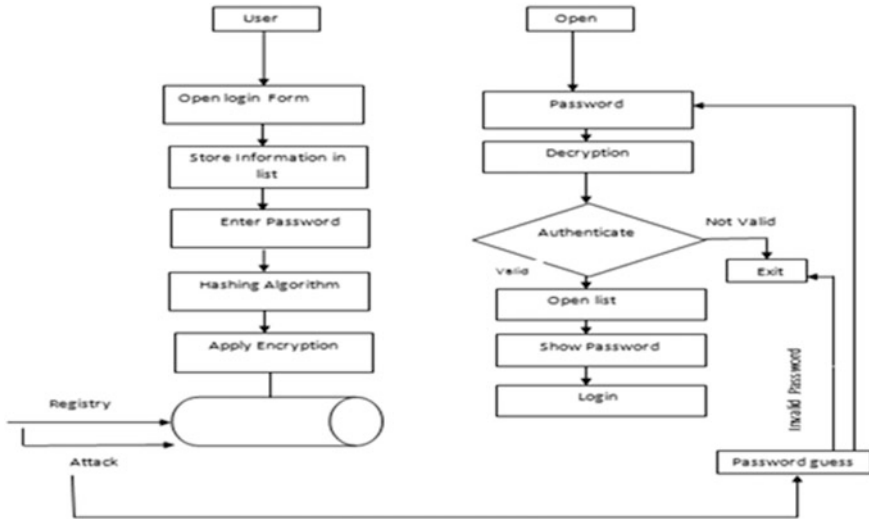 User
Open login Form
Store Information in
list
Enter Password
Hashing Algorithm
Apply Encryption
Registry
Attack
Open
Password
Decryption
Authenticate
Not Valid
Valid
Exit
Open list
Show Password
Login
Invalid Password
Password guess